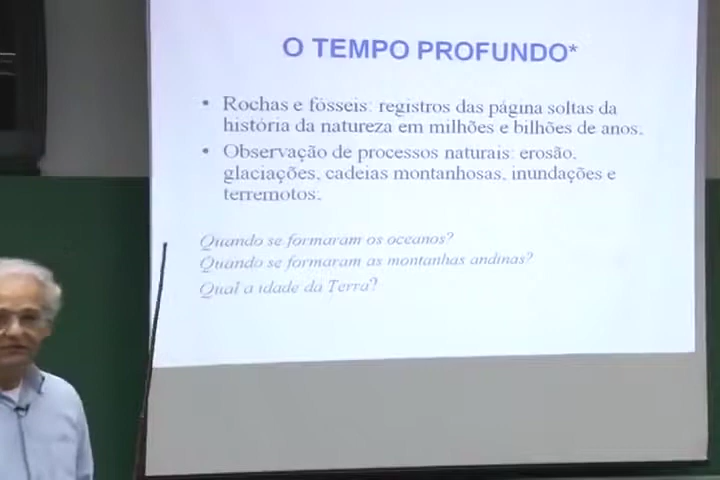 O TEMPO PROFUNDO*
• Rochas e fósseis: registros das página soltas da
história da natureza em milhões e bilhões de anos.
• Observação de processos naturais: erosão,
glaciações, cadeias montanhosas, inundações e
terremotos;
Quando se formaram os oceanos?
Quando se formaram as montanhas andinas?
Qual a idade da Terra?